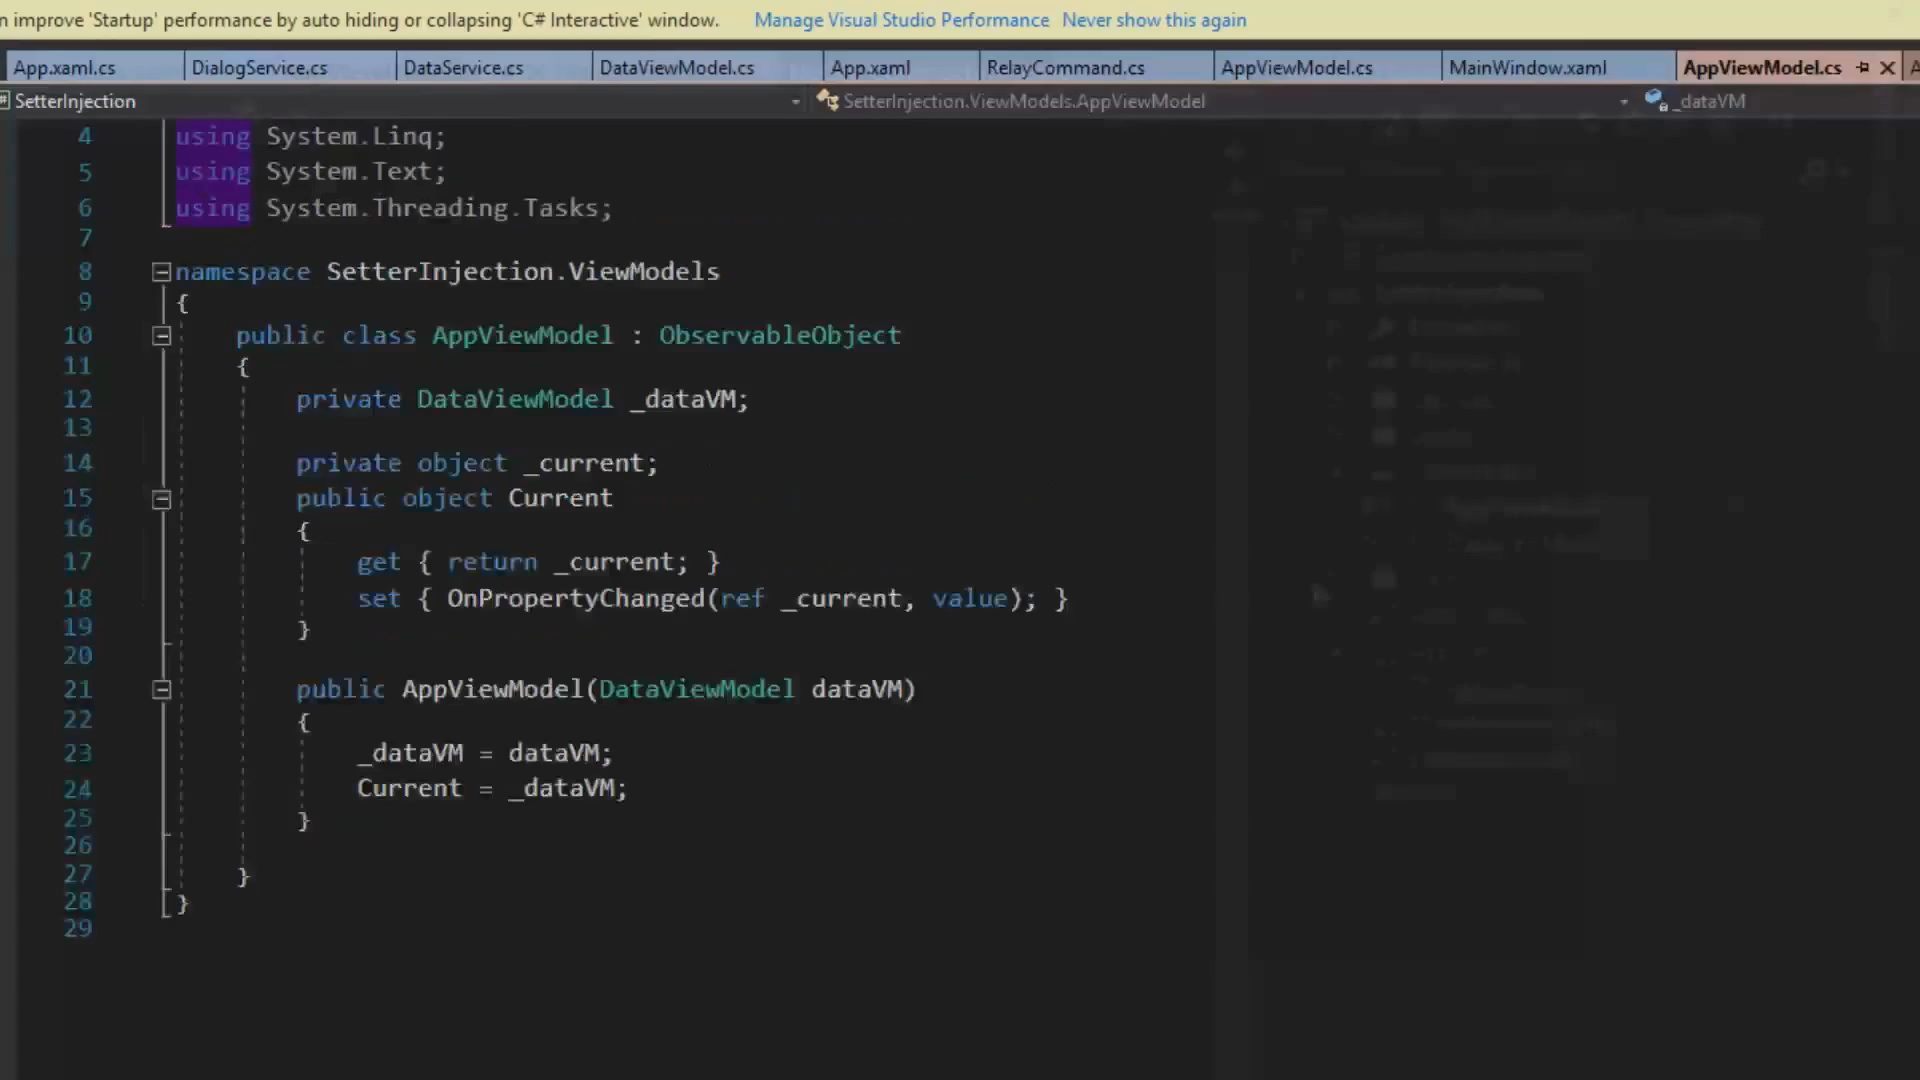 n improve 'Startup' performance by auto hiding or collapsing 'C# Interactive' window. Manage Visual Studio Performance Never show this again
App.xaml.cs DialogService.cs DataService.cs DataViewModel.cs App.xaml RelayCommand.cs AppViewModel.cs MainWindow.xaml AppViewModel.cs
SetterInjection SetterInjection.ViewModels.AppViewModel _dataVM
4 using System.Linq;
5 using System.Text;
6 using System.Threading.Tasks;
7
8 namespace SetterInjection.ViewModels
9 {
10 public class AppViewModel : ObservableObject
11 {
12 private DataViewModel _dataVM;
13
14 private object _current;
15 public object Current
16 {
17 get { return _current; }
18 set { OnPropertyChanged(ref _current, value); }
19 }
20
21 public AppViewModel(DataViewModel dataVM)
22 {
23 _dataVM = dataVM;
24 Current = _dataVM;
25 }
26
27 }
28 }
29